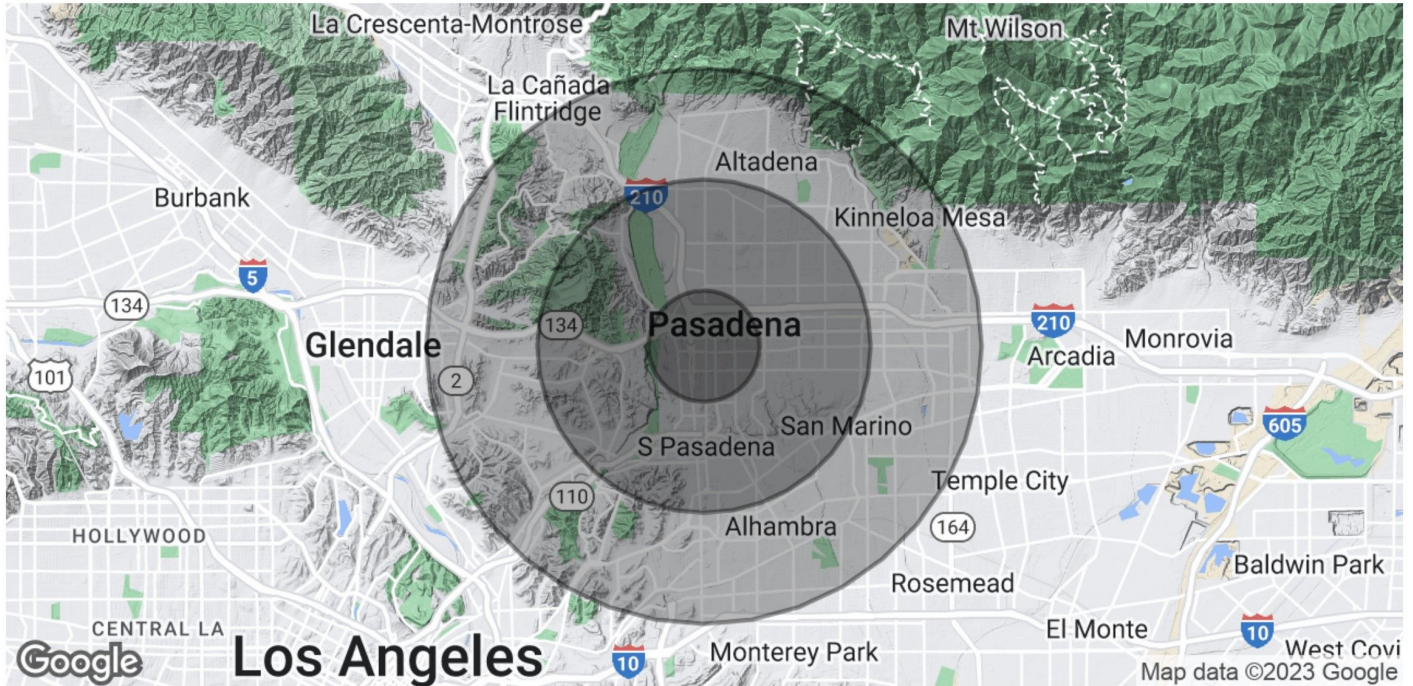 La Crescenta-Montrose
Mt Wilson
La Cañada
Flintridge
Altadena
Burbank
210
Kinneloa Mesa
5
134
134
Pasadena
210
Glendale
Monrovia
Arcadia
101
2
San Marino
605
S Pasadena
Temple City
110
HOLLYWOOD
Alhambra
164
Baldwin Park
Rosemead
CENTRAL LA
El Monte
10
Los Angeles
10
Monterey Park
West Covi
Google
Map data ©2023 Google